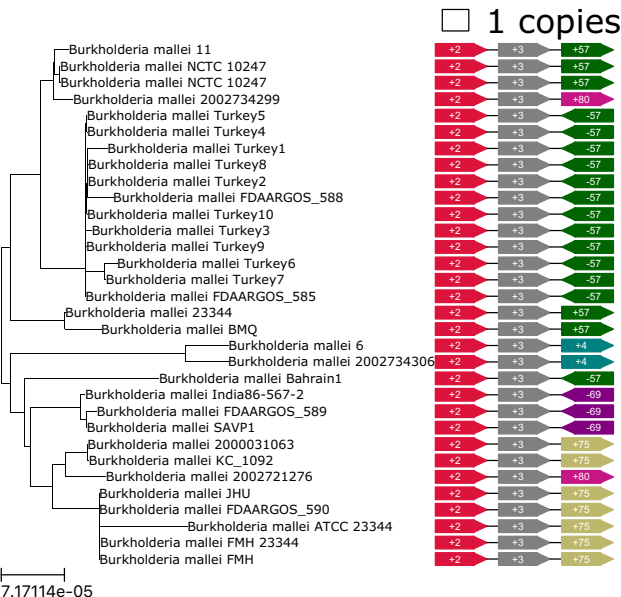 1 copies
Burkholderia mallei 11 +2 +3 +57
Burkholderia mallei NCTC 10247 +2 +3 +57
Burkholderia mallei NCTC 10247 +2 +3 +57
Burkholderia mallei 2002734299 +2 +3 +80
Burkholderia mallei Turkey5 +2 +3 -57
Burkholderia mallei Turkey4 +2 +3 -57
Burkholderia mallei Turkey1 +2 +3 -57
Burkholderia mallei Turkey8 +2 +3 -57
Burkholderia mallei Turkey2 +2 +3 -57
Burkholderia mallei FDAARGOS_588 +2 +3 -57
Burkholderia mallei Turkey10 +2 +3 -57
Burkholderia mallei Turkey3 +2 +3 -57
Burkholderia mallei Turkey9 +2 +3 -57
Burkholderia mallei Turkey6 +2 +3 -57
Burkholderia mallei Turkey7 +2 +3 -57
Burkholderia mallei FDAARGOS_585 +2 +3 -57
Burkholderia mallei 23344 +2 +3 +57
Burkholderia mallei BMQ +2 +3 +57
Burkholderia mallei 6 +2 +3 +4
Burkholderia mallei 2002734306 +2 +3 +4
Burkholderia mallei Bahrain1 +2 +3 -57
Burkholderia mallei India86-567-2 +2 +3 -69
Burkholderia mallei FDAARGOS_589 +2 +3 -69
Burkholderia mallei SAVP1 +2 +3 -69
Burkholderia mallei 2000031063 +2 +3 +75
Burkholderia mallei KC_1092 +2 +3 +75
Burkholderia mallei 2002721276 +2 +3 +80
Burkholderia mallei JHU +2 +3 +75
Burkholderia mallei FDAARGOS_590 +2 +3 +75
Burkholderia mallei ATCC 23344 +2 +3 +75
Burkholderia mallei FMH 23344 +2 +3 +75
Burkholderia mallei FMH +2 +3 +75
7.17114e-05